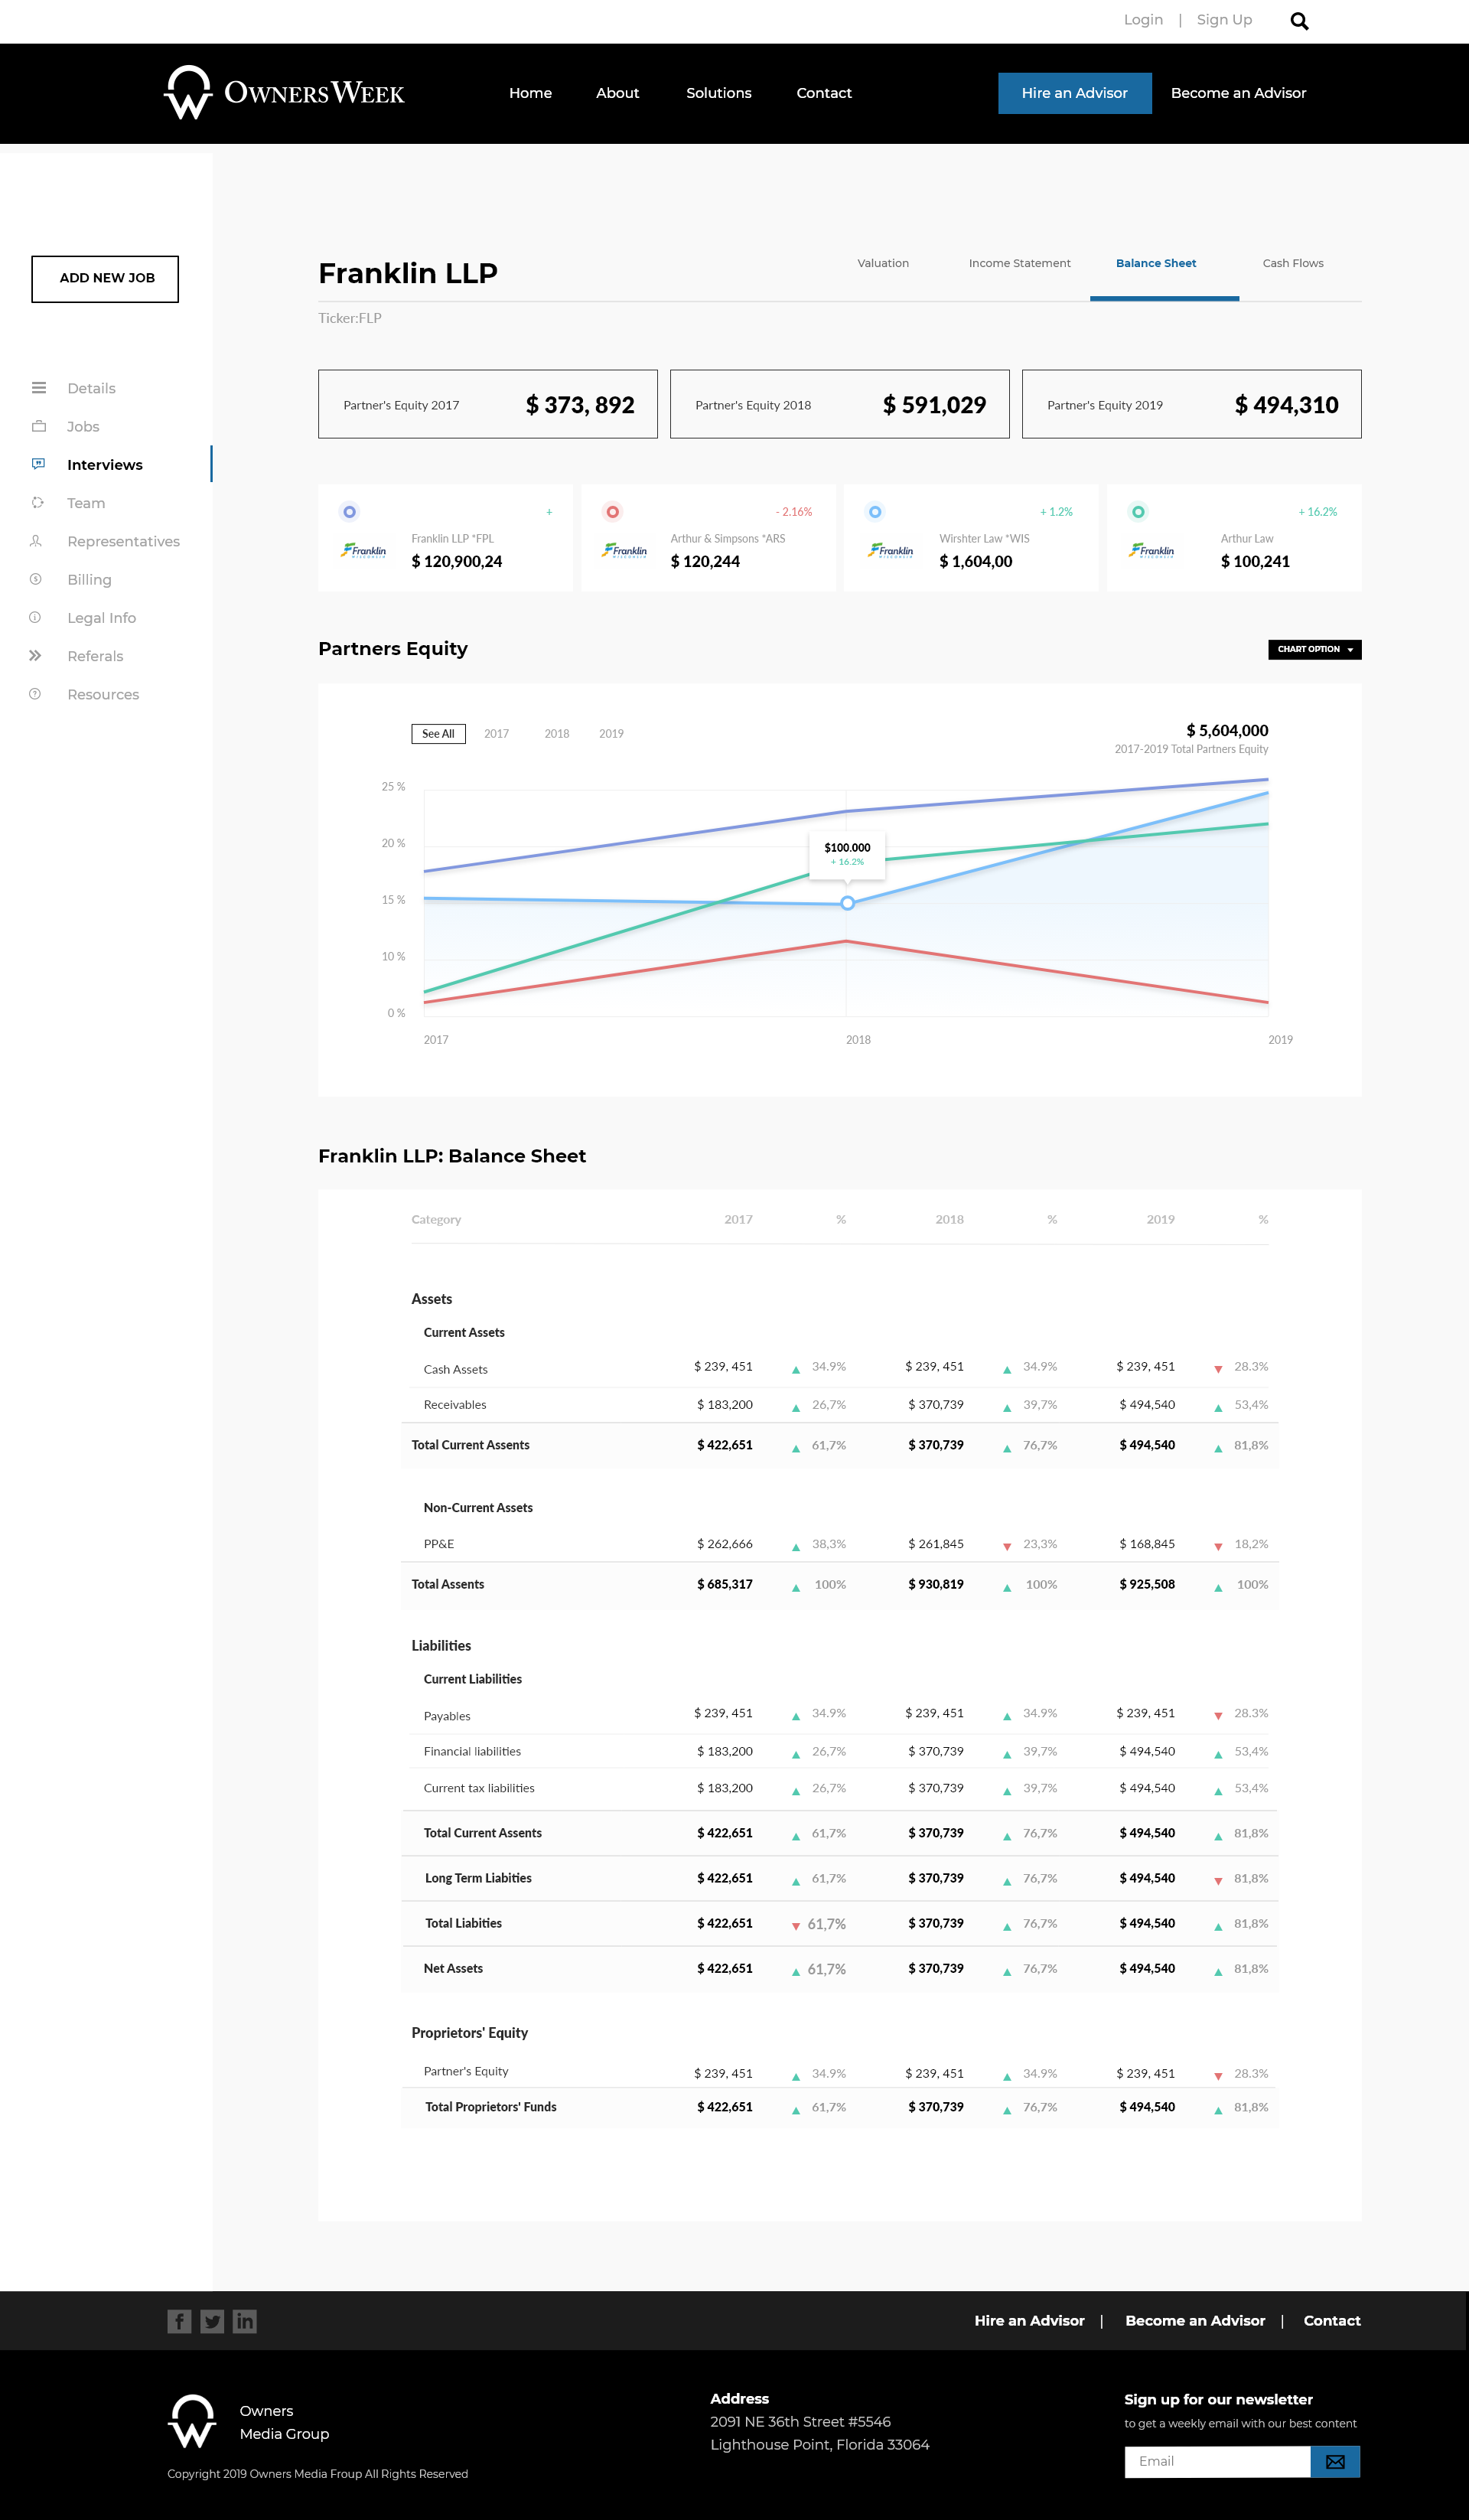 Login | Sign Up
OWNERSWEEK Home About Solutions Contact Hire an Advisor Become an Advisor
ADD NEW JOB
Details
Jobs
Interviews
Team
Representatives
Billing
Legal Info
Referals
Resources
Franklin LLP
Valuation Income Statement Balance Sheet Cash Flows
Ticker:FLP
Partner's Equity 2017 $ 373, 892
Partner's Equity 2018 $ 591,029
Partner's Equity 2019 $ 494,310
+
Franklin LLP *FPL
Franklin
WISCONSIN
$ 120,900,24
- 2.16%
Arthur & Simpsons *ARS
Franklin
WISCONSIN
$ 120,244
+ 1.2%
Wirshter Law *WIS
Franklin
WISCONSIN
$ 1,604,00
+ 16.2%
Arthur Law
Franklin
WISCONSIN
$ 100,241
Partners Equity
CHART OPTION
See All 2017 2018 2019
$ 5,604,000
2017-2019 Total Partners Equity
25 %
20 %
15 %
10 %
0 %
$100.000
+ 16.2%
2017 2018 2019
Franklin LLP: Balance Sheet
Category 2017 % 2018 % 2019 %
Assets
Current Assets
Cash Assets $ 239, 451 34.9% $ 239, 451 34.9% $ 239, 451 28.3%
Receivables $ 183,200 26,7% $ 370,739 39,7% $ 494,540 53,4%
Total Current Assents $ 422,651 61,7% $ 370,739 76,7% $ 494,540 81,8%
Non-Current Assets
PP&E $ 262,666 38,3% $ 261,845 23,3% $ 168,845 18,2%
Total Assents $ 685,317 100% $ 930,819 100% $ 925,508 100%
Liabilities
Current Liabilities
Payables $ 239, 451 34.9% $ 239, 451 34.9% $ 239, 451 28.3%
Financial liabilities $ 183,200 26,7% $ 370,739 39,7% $ 494,540 53,4%
Current tax liabilities $ 183,200 26,7% $ 370,739 39,7% $ 494,540 53,4%
Total Current Assents $ 422,651 61,7% $ 370,739 76,7% $ 494,540 81,8%
Long Term Liabities $ 422,651 61,7% $ 370,739 76,7% $ 494,540 81,8%
Total Liabities $ 422,651 61,7% $ 370,739 76,7% $ 494,540 81,8%
Net Assets $ 422,651 61,7% $ 370,739 76,7% $ 494,540 81,8%
Proprietors' Equity
Partner's Equity $ 239, 451 34.9% $ 239, 451 34.9% $ 239, 451 28.3%
Total Proprietors' Funds $ 422,651 61,7% $ 370,739 76,7% $ 494,540 81,8%
Hire an Advisor | Become an Advisor | Contact
Owners
Media Group
Copyright 2019 Owners Media Froup All Rights Reserved
Address
2091 NE 36th Street #5546
Lighthouse Point, Florida 33064
Sign up for our newsletter
to get a weekly email with our best content
Email